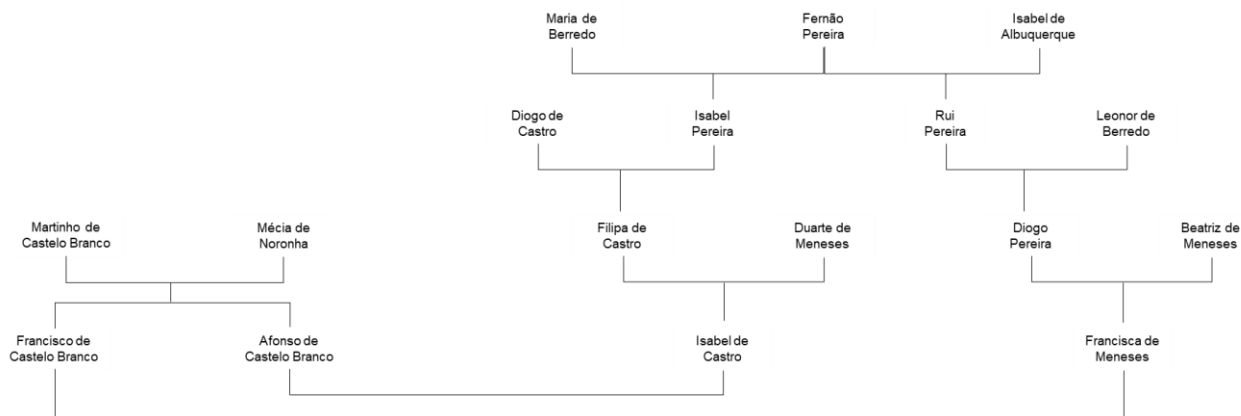 Maria de
Berredo
Fernão
Pereira
Isabel de
Albuquerque
Diogo de
Castro
Isabel
Pereira
Rui
Pereira
Leonor de
Berredo
Martinho de
Castelo Branco
Mécia de
Noronha
Filipa de
Castro
Duarte de
Meneses
Diogo
Pereira
Beatriz de
Meneses
Francisco de
Castelo Branco
Afonso de
Castelo Branco
Isabel de
Castro
Francisca de
Meneses